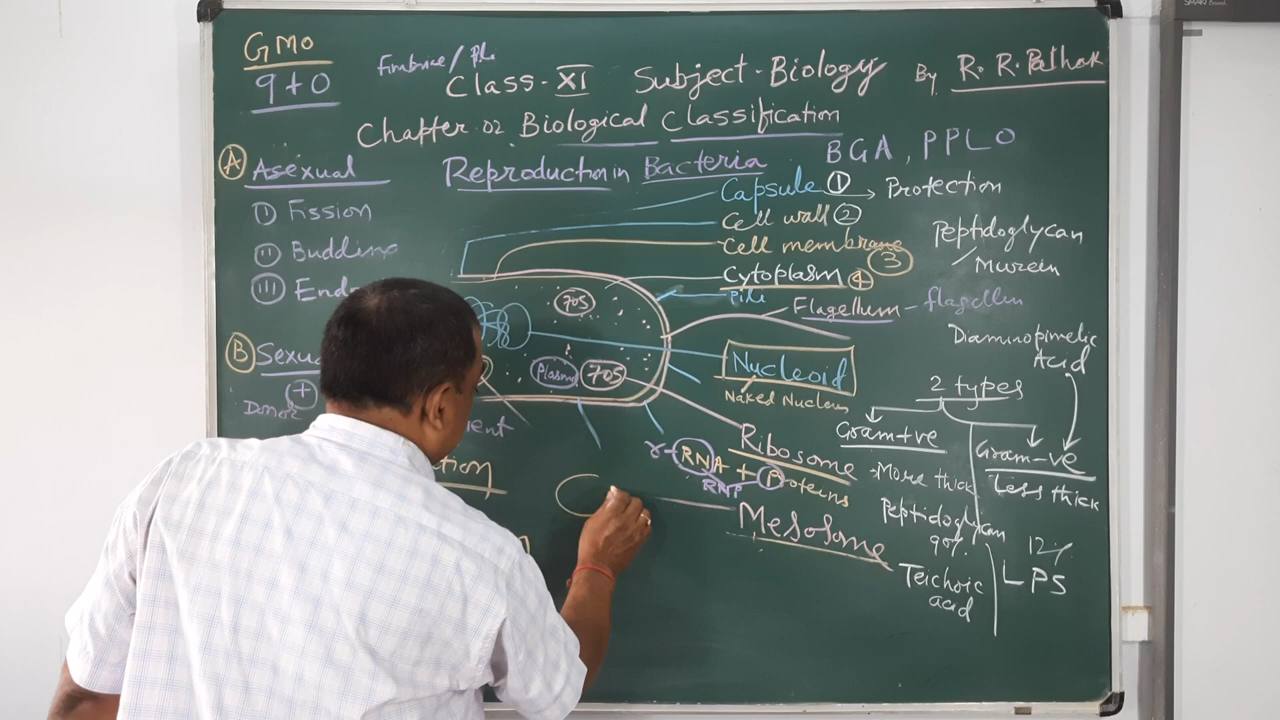 SMART Board
GMO
9+0
Fimbriae /
Class - XI Subject - Biology By R. R. Pathak
Chapter 02 Biological Classification
Reproduction in Bacteria
BGA, PPLO
A Asexual
I Fission
II Budding
III
B
Donor
+
Capsule 1 → Protection
Cell wall 2
Cell membrane 3
Cytoplasm 4
Pili
Flagellum - flagellin
70S
70S
Nucleoid
Naked Nucleus
Ribosome
r-RNA + Proteins
RNP
Mesosome
Peptidoglycan
Murein
Diaminopimelic
Acid
2 types
Gram+ve
More thick
Peptidoglycan
90%
Teichoic
acid
Gram-ve
Less thick
12%
LPS